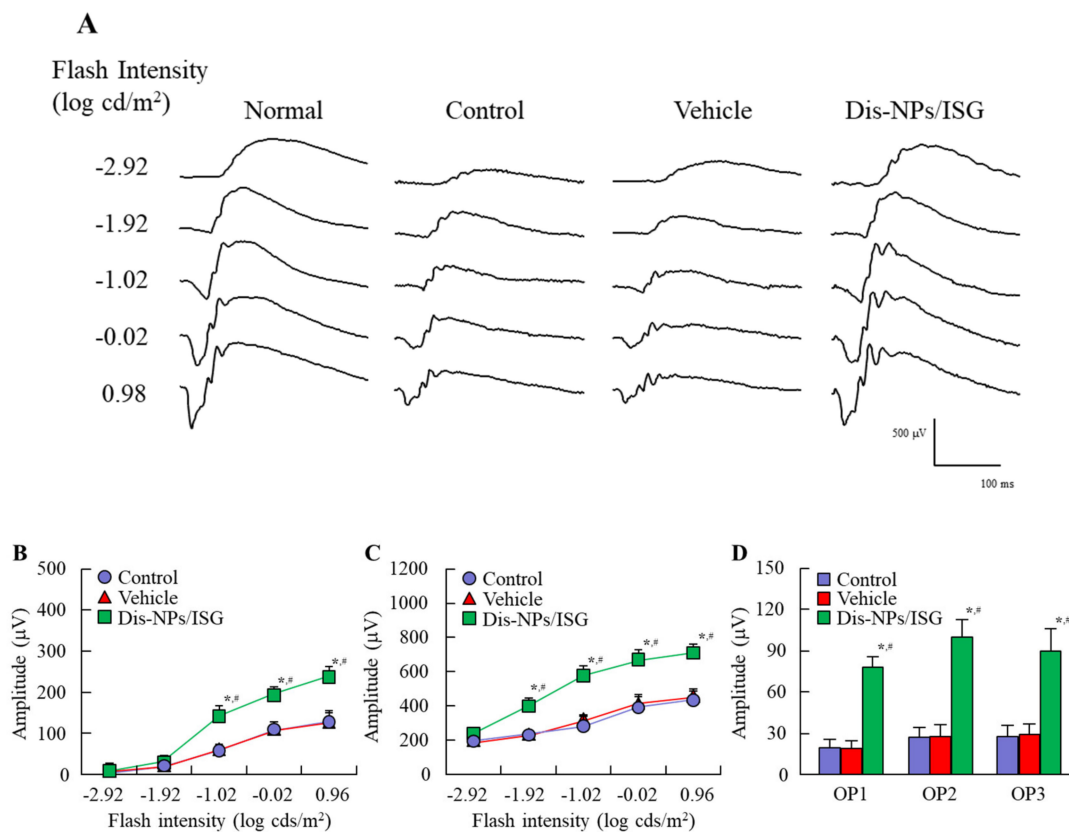 A
Flash Intensity
(log cd/m²)
Normal Control Vehicle Dis-NPs/ISG
-2.92
-1.92
-1.02
-0.02
0.98
500 μV
100 ms
B
500
400
300
200
100
0
Amplitude (μV)
Control
Vehicle
Dis-NPs/ISG
*,#
*,#
*,#
-2.92 -1.92 -1.02 -0.02 0.96
Flash intensity (log cds/m²)
C
1200
1000
800
600
400
200
0
Amplitude (μV)
Control
Vehicle
Dis-NPs/ISG
*,#
*,#
*,#
*,#
-2.92 -1.92 -1.02 -0.02 0.96
Flash intensity (log cds/m²)
D
150
120
90
60
30
0
Amplitude (μV)
Control
Vehicle
Dis-NPs/ISG
*,#
*,#
*,#
OP1 OP2 OP3